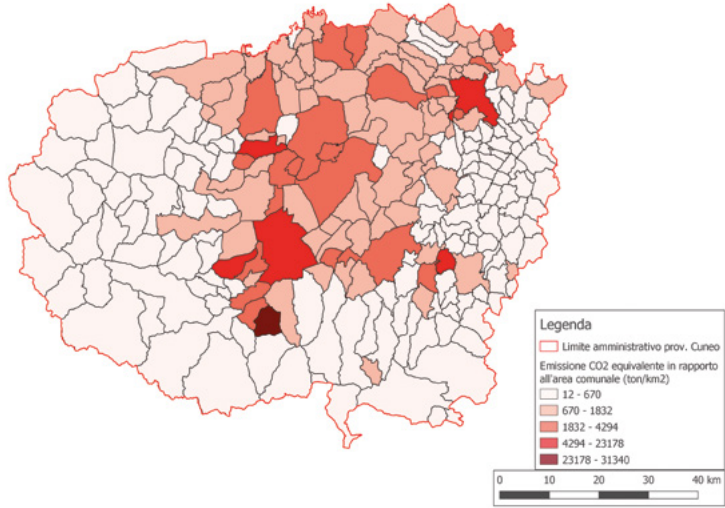 Legenda
Limite amministrativo prov. Cuneo
Emissione CO2 equivalente in rapporto
all'area comunale (ton/km2)
12 - 670
670 - 1832
1832 - 4294
4294 - 23178
23178 - 31340
0 10 20 30 40 km